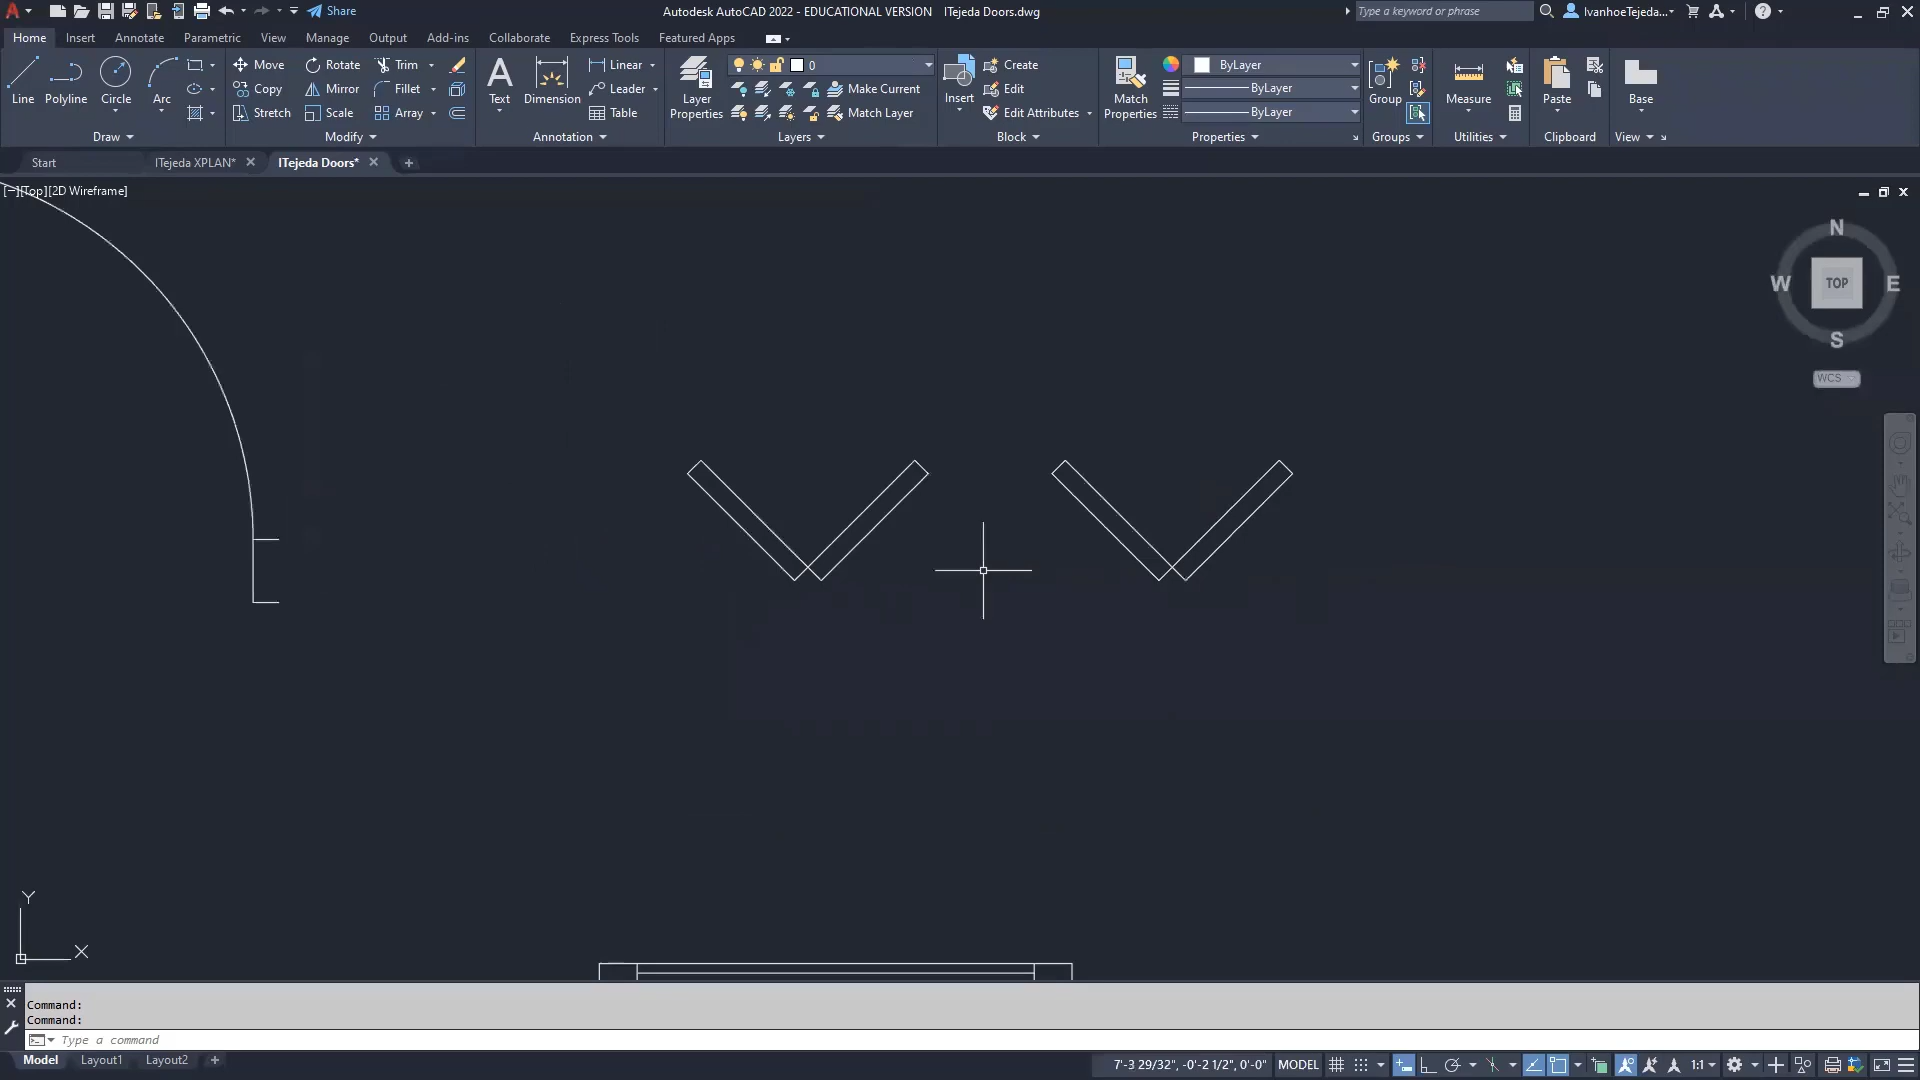 Share
Autodesk AutoCAD 2022 - EDUCATIONAL VERSION ITejeda Doors.dwg
Type a keyword or phrase
IvanhoeTejeda...
Home Insert Annotate Parametric View Manage Output Add-ins Collaborate Express Tools Featured Apps
Line Polyline Circle Arc
Move Rotate Trim
Copy Mirror Fillet
Stretch Scale Array
Text Dimension
Linear
Leader
Table
Layer Properties
0
Make Current
Match Layer
Insert
Create
Edit
Edit Attributes
Match Properties
ByLayer
ByLayer
ByLayer
Group
Measure
Paste
Base
Draw Modify Annotation Layers Block Properties Groups Utilities Clipboard View
Start ITejeda XPLAN* ITejeda Doors*
[−][Top][2D Wireframe]
N
W TOP E
S
WCS
Y
X
Command:
Command:
Type a command
Model Layout1 Layout2
7'-3 29/32", -0'-2 1/2", 0'-0" MODEL 1:1